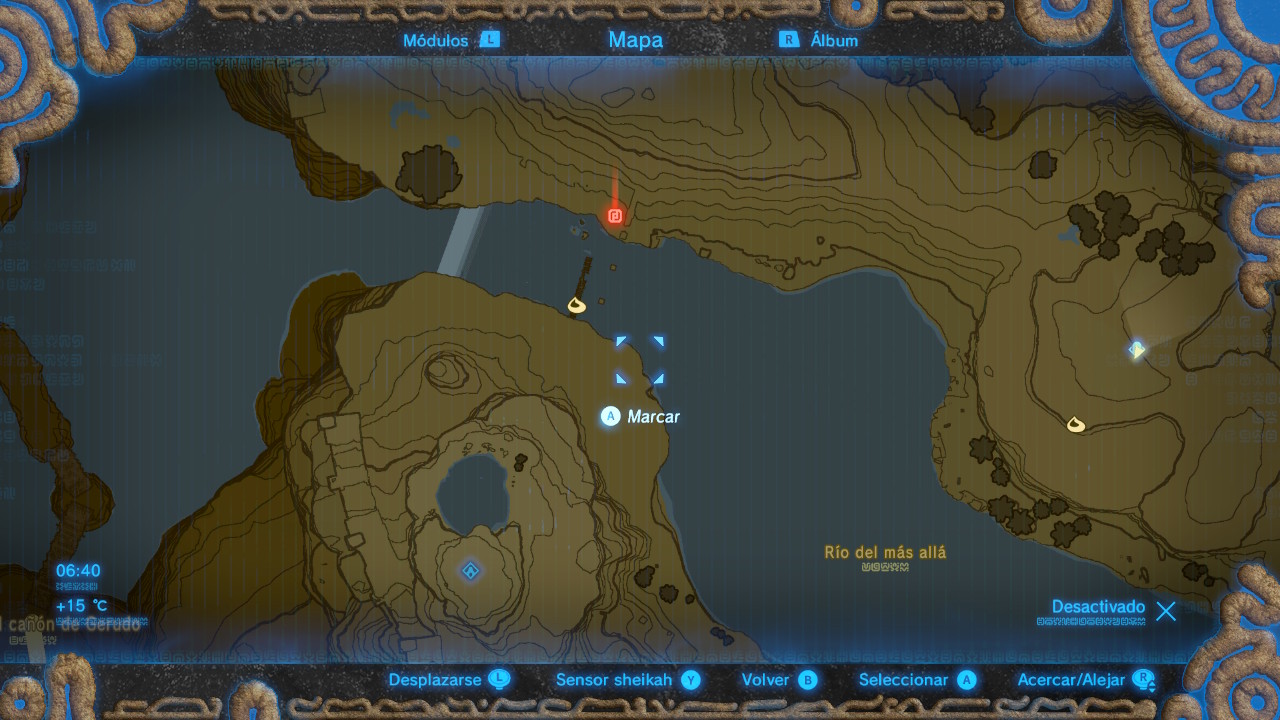 Módulos L
Mapa
R Álbum
A Marcar
Río del más allá
06:40
+15 °C
l cañón de Gerudo
Desactivado
Desplazarse L
Sensor sheikah Y
Volver B
Seleccionar A
Acercar/Alejar R